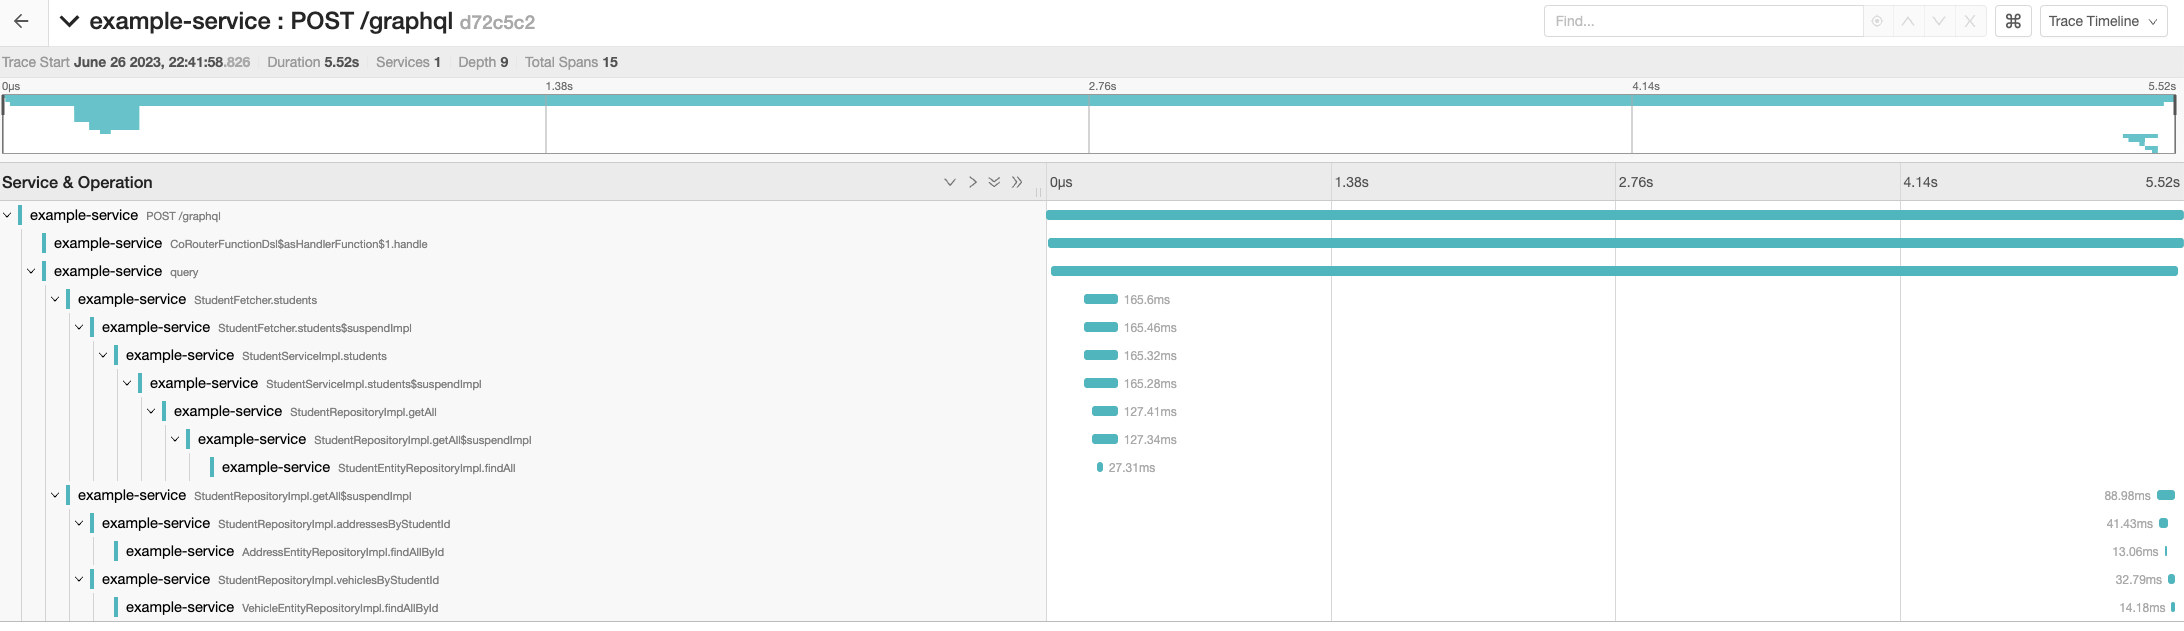 example-service : POST /graphql d72c5c2
Find...
Trace Timeline
Trace Start June 26 2023, 22:41:58.826 Duration 5.52s Services 1 Depth 9 Total Spans 15
0μs 1.38s 2.76s 4.14s 5.52s
Service & Operation 0μs 1.38s 2.76s 4.14s 5.52s
example-service POST /graphql
example-service CoRouterFunctionDsl$asHandlerFunction$1.handle
example-service query
example-service StudentFetcher.students 165.6ms
example-service StudentFetcher.students$suspendImpl 165.46ms
example-service StudentServiceImpl.students 165.32ms
example-service StudentServiceImpl.students$suspendImpl 165.28ms
example-service StudentRepositoryImpl.getAll 127.41ms
example-service StudentRepositoryImpl.getAll$suspendImpl 127.34ms
example-service StudentEntityRepositoryImpl.findAll 27.31ms
example-service StudentRepositoryImpl.getAll$suspendImpl 88.98ms
example-service StudentRepositoryImpl.addressesByStudentId 41.43ms
example-service AddressEntityRepositoryImpl.findAllById 13.06ms
example-service StudentRepositoryImpl.vehiclesByStudentId 32.79ms
example-service VehicleEntityRepositoryImpl.findAllById 14.18ms